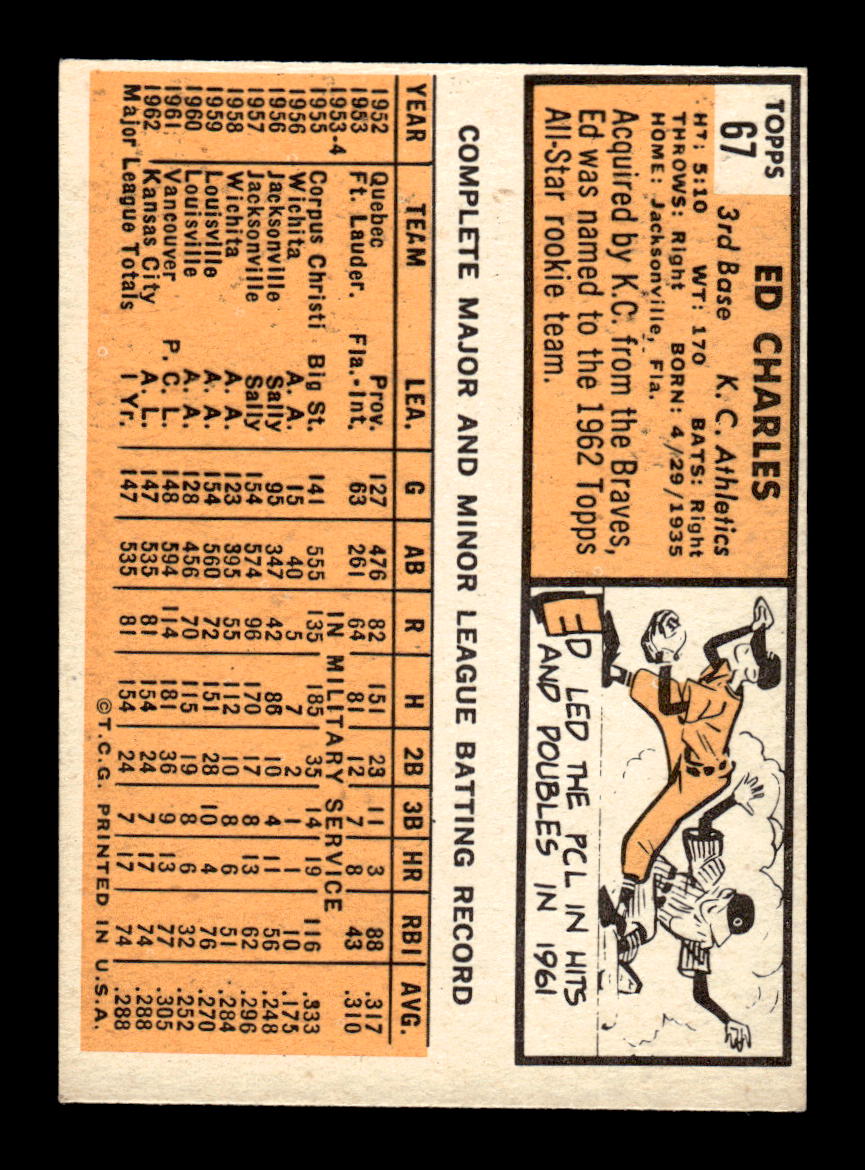 TOPPS
67
ED CHARLES
3rd Base K. C. Athletics
HT: 5:10 WT: 170 BATS: Right
THROWS: Right BORN: 4/29/1935
HOME: Jacksonville, Fla.
Acquired by K.C. from the Braves,
Ed was named to the 1962 Topps
All-Star rookie team.
ED LED THE PCL IN HITS
AND DOUBLES IN 1961
COMPLETE MAJOR AND MINOR LEAGUE BATTING RECORD
YEAR TEAM LEA. G AB R H 2B 3B HR RBI AVG.
1952 Quebec Prov. 127 476 82 151 23 11 3 88 .317
1953 Ft. Lauder. Fla.-Int. 63 261 64 81 12 7 8 43 .310
1953-4 IN MILITARY SERVICE
1955 Corpus Christi Big St. 141 555 135 185 35 14 19 116 .333
1956 Wichita A. A. 15 40 5 7 2 1 1 10 .175
1956 Jacksonville Sally 95 347 42 86 10 4 11 56 .248
1957 Jacksonville Sally 154 574 96 170 17 8 13 62 .296
1958 Wichita A. A. 123 395 55 112 10 8 6 51 .284
1959 Louisville A. A. 154 560 72 151 28 10 4 76 .270
1960 Louisville A. A. 128 456 70 115 19 8 6 32 .252
1961 Vancouver P. C. L. 148 594 114 181 36 9 13 77 .305
1962 Kansas City A. L. 147 535 81 154 24 7 17 74 .288
Major League Totals 1 Yr. 147 535 81 154 24 7 17 74 .288
©T.C.G. PRINTED IN U.S.A.